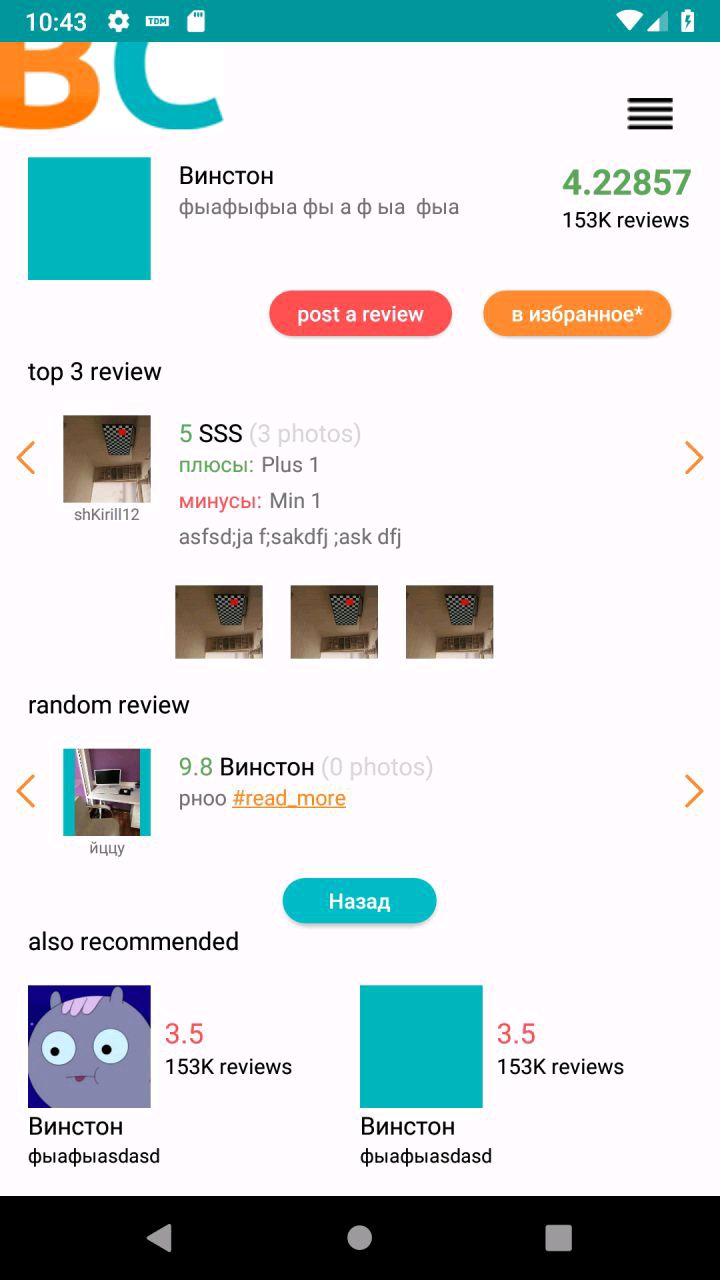 10:43 TDM
BC
Винстон
фыафыфыа фы а ф ыа  фыа
4.22857
153K reviews
post a review
в избранное*
top 3 review
5 SSS (3 photos)
плюсы: Plus 1
минусы: Min 1
asfsd;ja f;sakdfj ;ask dfj
shKirill12
random review
9.8 Винстон (0 photos)
рноо #read_more
йццу
Назад
also recommended
3.5
153K reviews
Винстон
фыафыasdasd
3.5
153K reviews
Винстон
фыафыasdasd